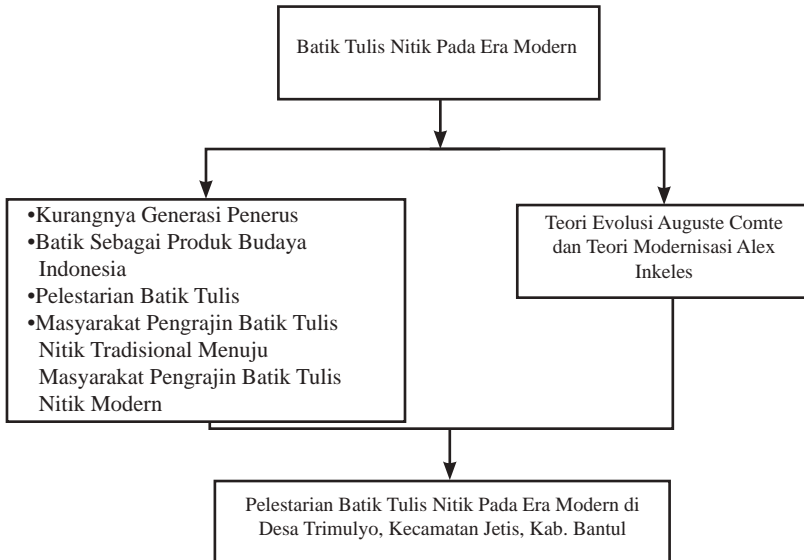 Batik Tulis Nitik Pada Era Modern
•Kurangnya Generasi Penerus
•Batik Sebagai Produk Budaya
Indonesia
•Pelestarian Batik Tulis
•Masyarakat Pengrajin Batik Tulis
Nitik Tradisional Menuju
Masyarakat Pengrajin Batik Tulis
Nitik Modern
Teori Evolusi Auguste Comte
dan Teori Modernisasi Alex
Inkeles
Pelestarian Batik Tulis Nitik Pada Era Modern di
Desa Trimulyo, Kecamatan Jetis, Kab. Bantul